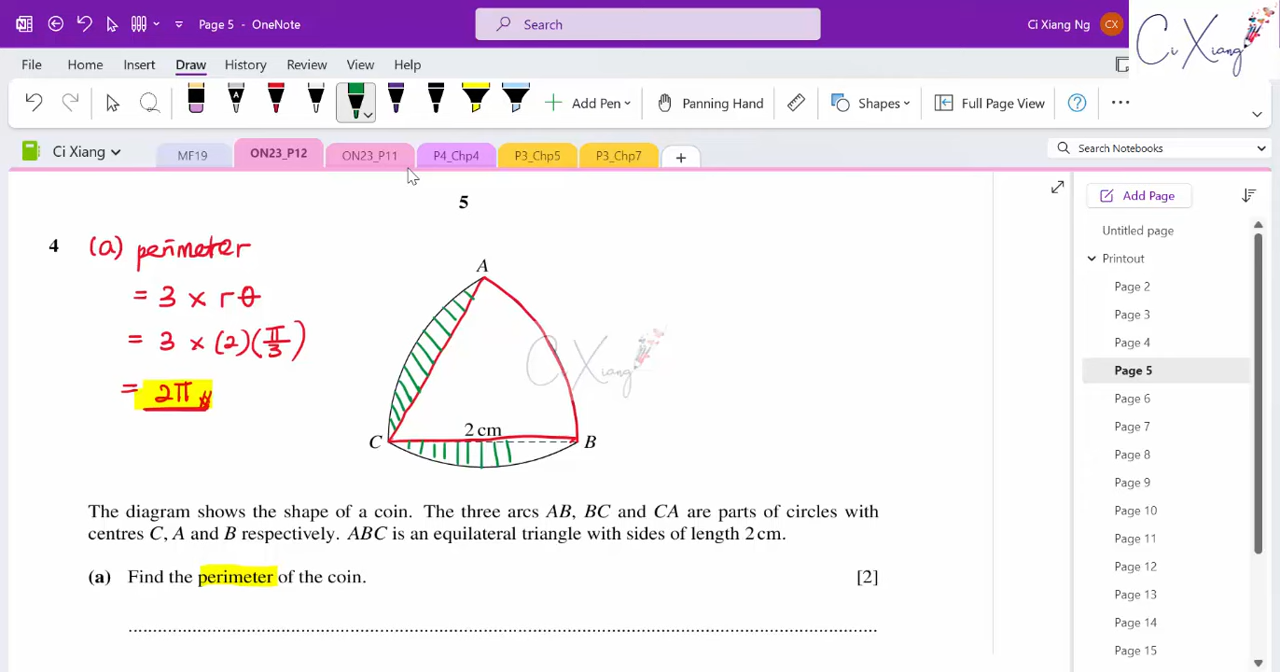 Page 5 - OneNote
Search
Ci Xiang Ng
CX
Ci Xiang
File Home Insert Draw History Review View Help
Add Pen
Panning Hand
Shapes
Full Page View
Ci Xiang
MF19
ON23_P12
ON23_P11
P4_Chp4
P3_Chp5
P3_Chp7
Search Notebooks
Add Page
Untitled page
Printout
Page 2
Page 3
Page 4
Page 5
Page 6
Page 7
Page 8
Page 9
Page 10
Page 11
Page 12
Page 13
Page 14
Page 15
5
4 (a) perimeter
= 3 × rθ
= 3 × (2)(π/3)
= 2π
A
C
2 cm
B
Ci Xiang
The diagram shows the shape of a coin. The three arcs AB, BC and CA are parts of circles with
centres C, A and B respectively. ABC is an equilateral triangle with sides of length 2 cm.
(a) Find the perimeter of the coin. [2]